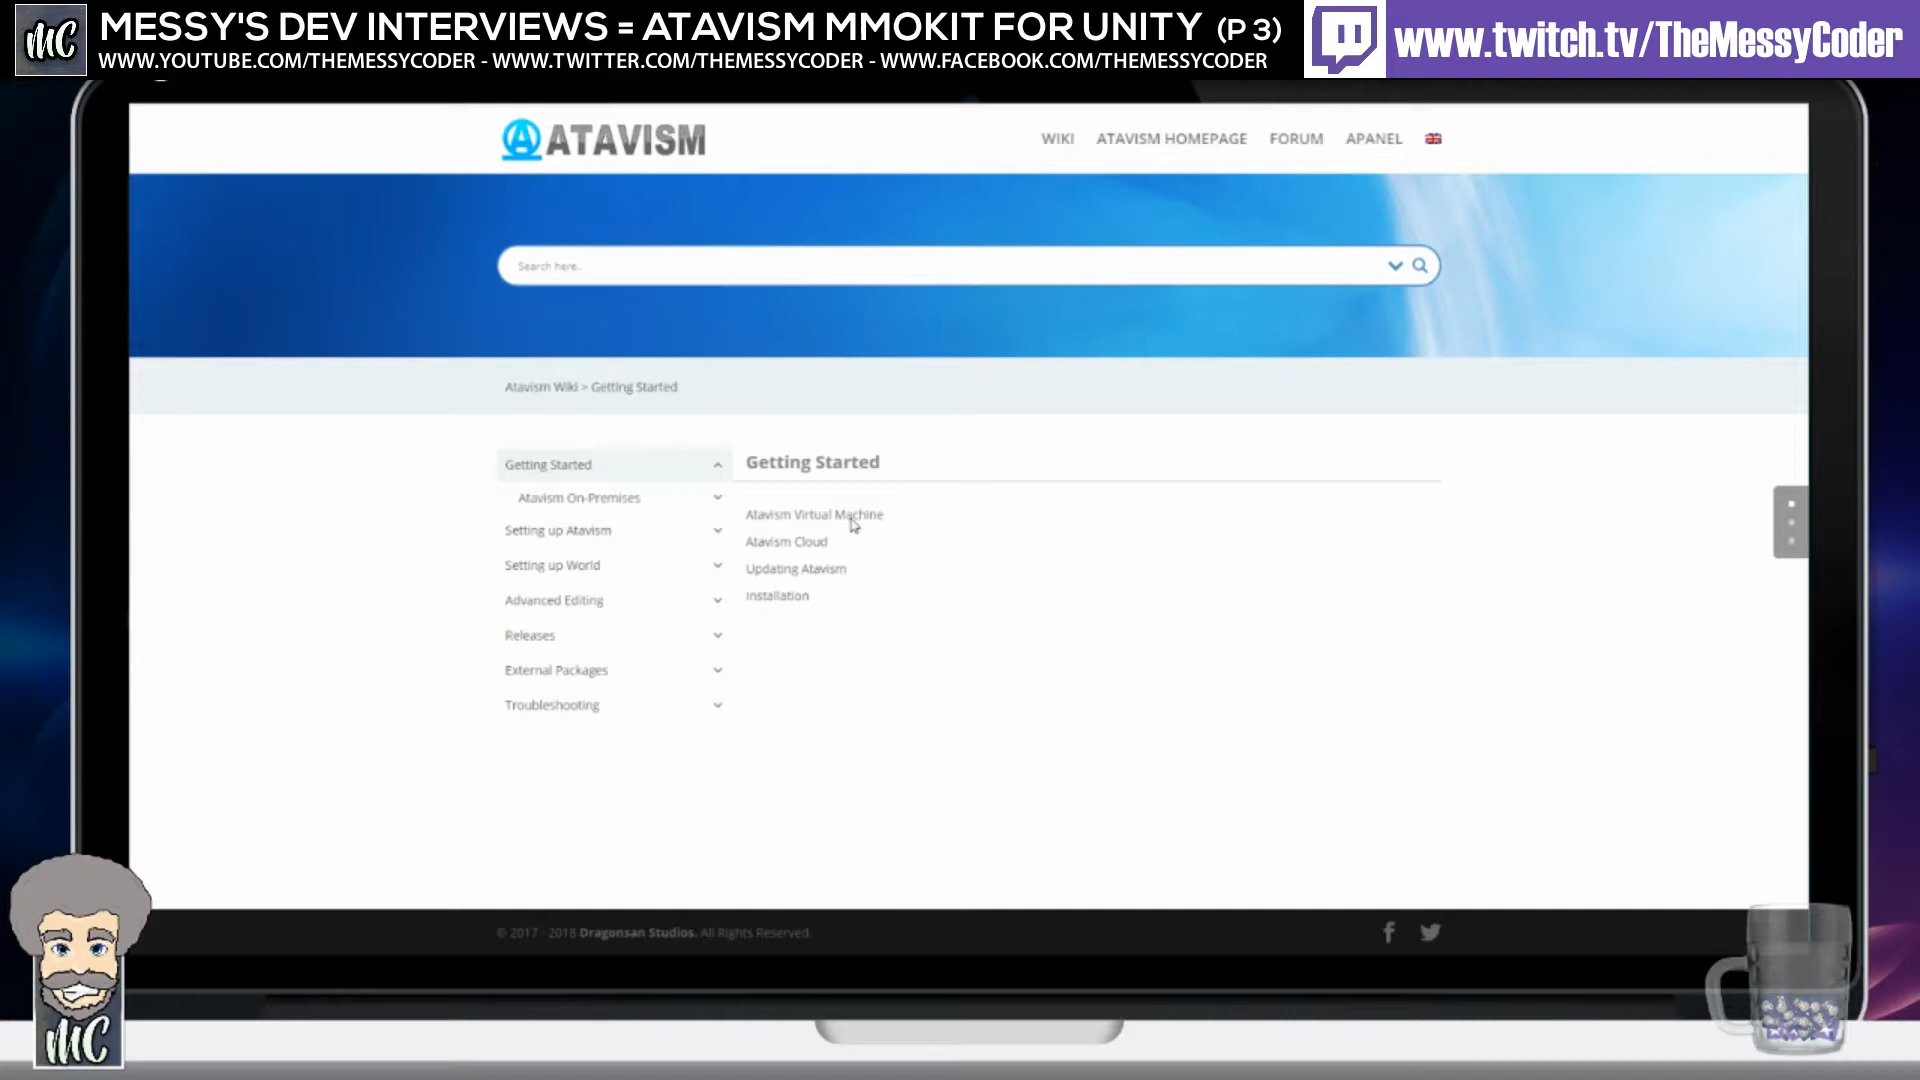 MC
MESSY'S DEV INTERVIEWS = ATAVISM MMOKIT FOR UNITY (P 3)
WWW.YOUTUBE.COM/THEMESSYCODER - WWW.TWITTER.COM/THEMESSYCODER - WWW.FACEBOOK.COM/THEMESSYCODER
www.twitch.tv/TheMessyCoder
ATAVISM
WIKI ATAVISM HOMEPAGE FORUM APANEL
Search here..
Atavism Wiki > Getting Started
Getting Started
Atavism On-Premises
Setting up Atavism
Setting up World
Advanced Editing
Releases
External Packages
Troubleshooting
Getting Started
Atavism Virtual Machine
Atavism Cloud
Updating Atavism
Installation
© 2017 - 2018 Dragonsan Studios. All Rights Reserved.
MC